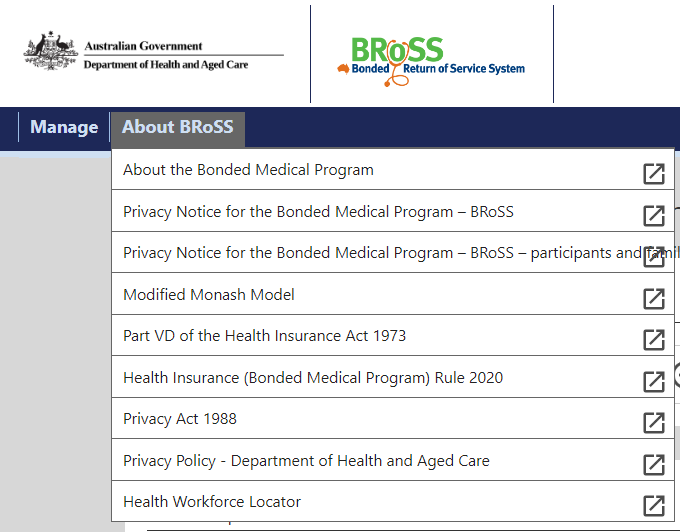 Australian Government
Department of Health and Aged Care
BRoSS
Bonded Return of Service System
Manage
About BRoSS
About the Bonded Medical Program
Privacy Notice for the Bonded Medical Program – BRoSS
Privacy Notice for the Bonded Medical Program – BRoSS – participants and
Modified Monash Model
Part VD of the Health Insurance Act 1973
Health Insurance (Bonded Medical Program) Rule 2020
Privacy Act 1988
Privacy Policy - Department of Health and Aged Care
Health Workforce Locator